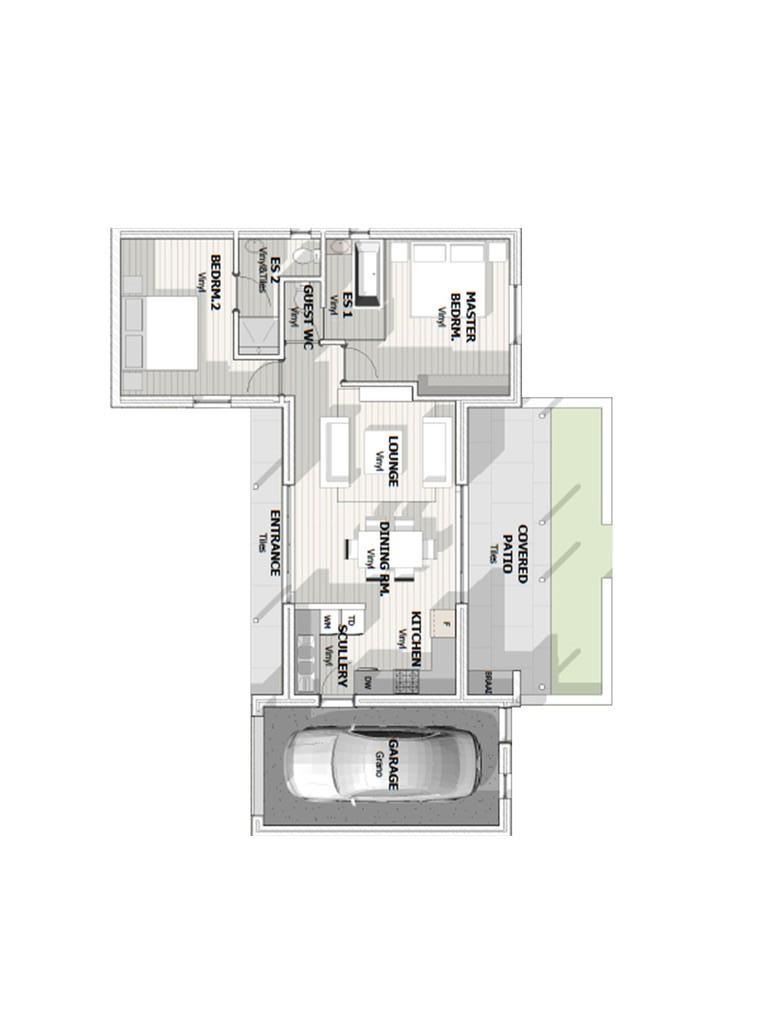 BEDRM.2
Vinyl
ES 2
Vinyl&Tiles
GUEST WC
Vinyl
ES 1
Vinyl
MASTER
BEDRM.
Vinyl
LOUNGE
Vinyl
ENTRANCE
Tiles
DINING RM.
Vinyl
COVERED
PATIO
Tiles
WM
TD
SCULLERY
Vinyl
KITCHEN
Vinyl
F
DW
BRAAI
GARAGE
Grano